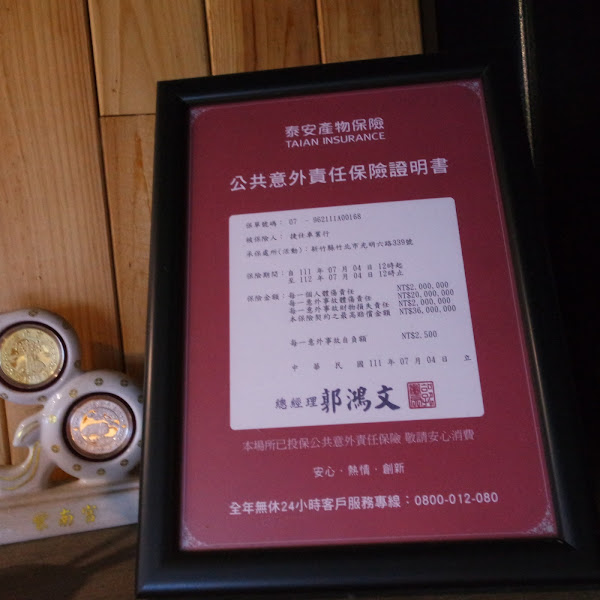 泰安產物保險
TAIAN INSURANCE
公共意外責任保險證明書
保單號碼： 07 - 962111A00168
被保險人： 捷仕車業行
承保處所(活動)：新竹縣竹北市光明六路339號
保險期間：自 111 年 07 月 04 日 12時起
至 112 年 07 月 04 日 12時止
保險金額：每一個人體傷責任 NT$2,000,000
每一意外事故體傷責任 NT$20,000,000
每一意外事故財物損失責任 NT$2,000,000
本保險契約之最高賠償金額 NT$36,000,000
每一意外事故自負額 NT$2,500
中 華 民 國 111 年 07 月 04 日 立
總經理 郭鴻文
本場所已投保公共意外責任保險 敬請安心消費
安心·熱情·創新
全年無休24小時客戶服務專線：0800-012-080